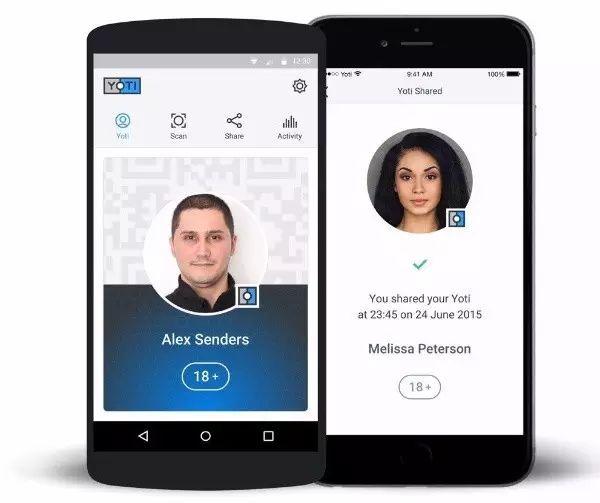 12:30
YOTI
Yoti
Scan
Share
Activity
Alex Senders
18+
Yoti
9:41 AM
100%
Yoti Shared
You shared your Yoti
at 23:45 on 24 June 2015
Melissa Peterson
18+